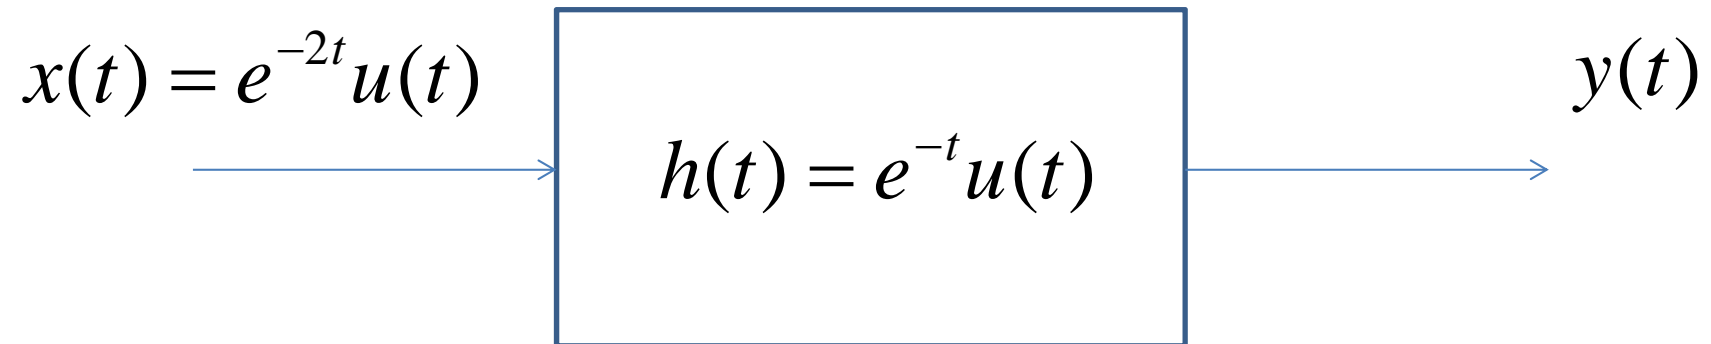 x(t) = e^{-2t}u(t)
h(t) = e^{-t}u(t)
y(t)